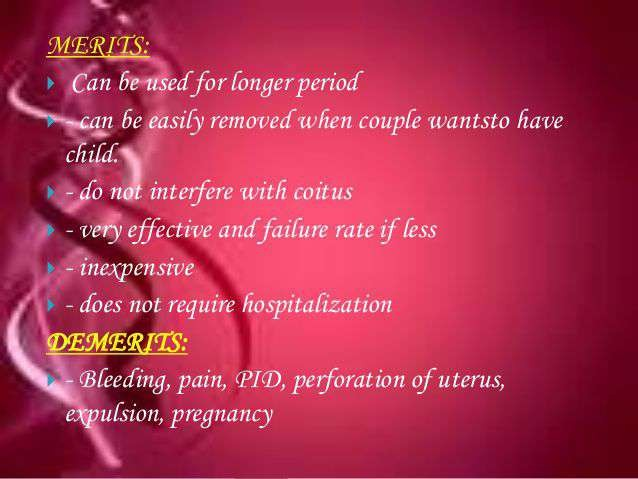 MERITS:
Can be used for longer period
- can be easily removed when couple wantsto have
child.
- do not interfere with coitus
- very effective and failure rate if less
- inexpensive
- does not require hospitalization
DEMERITS:
- Bleeding, pain, PID, perforation of uterus,
expulsion, pregnancy